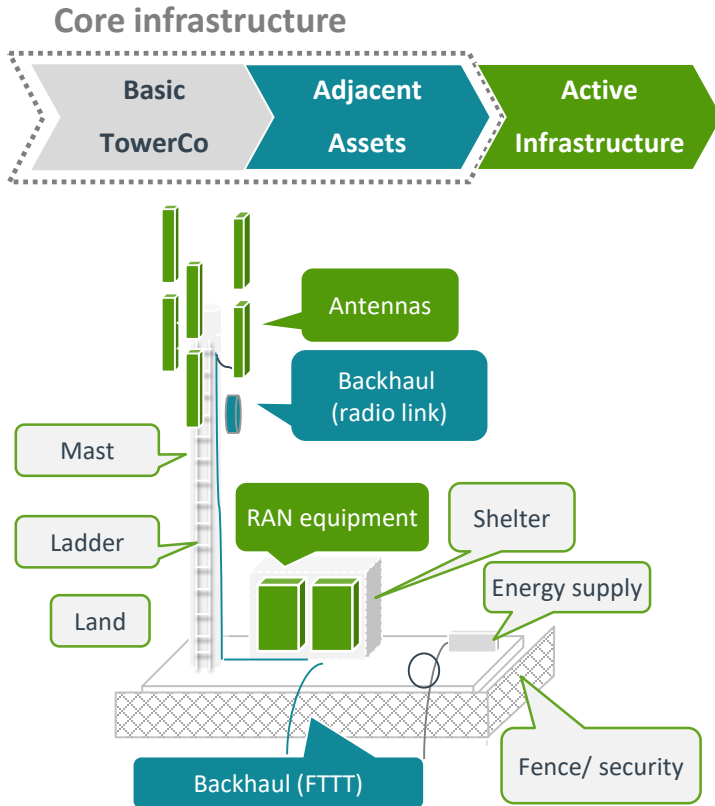 Core infrastructure
Basic
TowerCo
Adjacent
Assets
Active
Infrastructure
Antennas
Backhaul
(radio link)
Mast
RAN equipment
Shelter
Ladder
Energy supply
Land
Fence/ security
Backhaul (FTTT)